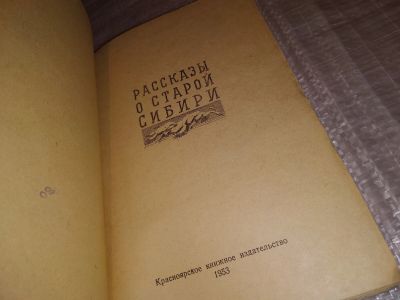 РАССКАЗЫ
О СТАРОЙ
СИБИРИ
Красноярское книжное издательство
1953